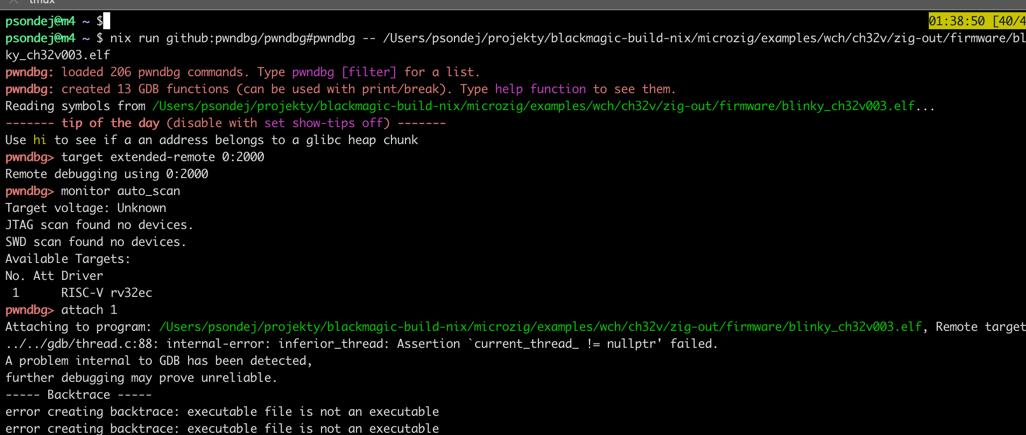 tmux
psondej@m4 ~ $
01:38:50 [40/4
psondej@m4 ~ $ nix run github:pwndbg/pwndbg#pwndbg -- /Users/psondej/projekty/blackmagic-build-nix/microzig/examples/wch/ch32v/zig-out/firmware/bl
ky_ch32v003.elf
pwndbg: loaded 206 pwndbg commands. Type pwndbg [filter] for a list.
pwndbg: created 13 GDB functions (can be used with print/break). Type help function to see them.
Reading symbols from /Users/psondej/projekty/blackmagic-build-nix/microzig/examples/wch/ch32v/zig-out/firmware/blinky_ch32v003.elf...
------- tip of the day (disable with set show-tips off) -------
Use hi to see if a an address belongs to a glibc heap chunk
pwndbg> target extended-remote 0:2000
Remote debugging using 0:2000
pwndbg> monitor auto_scan
Target voltage: Unknown
JTAG scan found no devices.
SWD scan found no devices.
Available Targets:
No. Att Driver
1 RISC-V rv32ec
pwndbg> attach 1
Attaching to program: /Users/psondej/projekty/blackmagic-build-nix/microzig/examples/wch/ch32v/zig-out/firmware/blinky_ch32v003.elf, Remote target
../../gdb/thread.c:88: internal-error: inferior_thread: Assertion `current_thread_ != nullptr' failed.
A problem internal to GDB has been detected,
further debugging may prove unreliable.
----- Backtrace -----
error creating backtrace: executable file is not an executable
error creating backtrace: executable file is not an executable